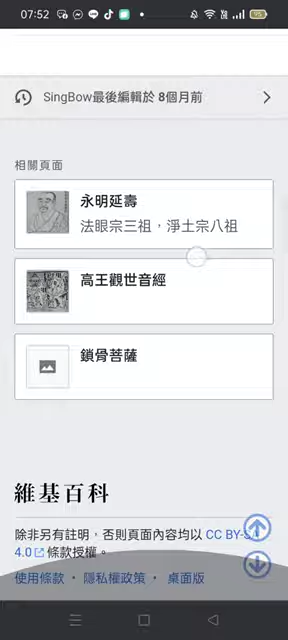 07:52
95
SingBow最後編輯於 8個月前
相關頁面
永明延壽
法眼宗三祖，淨土宗八祖
高王觀世音經
鎖骨菩薩
維基百科
除非另有註明，否則頁面內容均以 CC BY-SA
4.0 條款授權。
使用條款 • 隱私權政策 • 桌面版